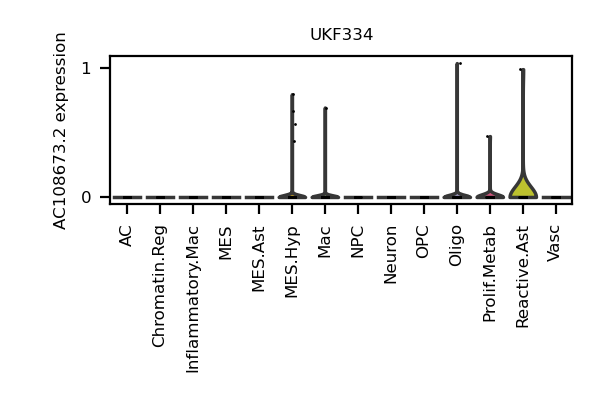 UKF334
AC108673.2 expression
1
0
AC
Chromatin.Reg
Inflammatory.Mac
MES
MES.Ast
MES.Hyp
Mac
NPC
Neuron
OPC
Oligo
Prolif.Metab
Reactive.Ast
Vasc